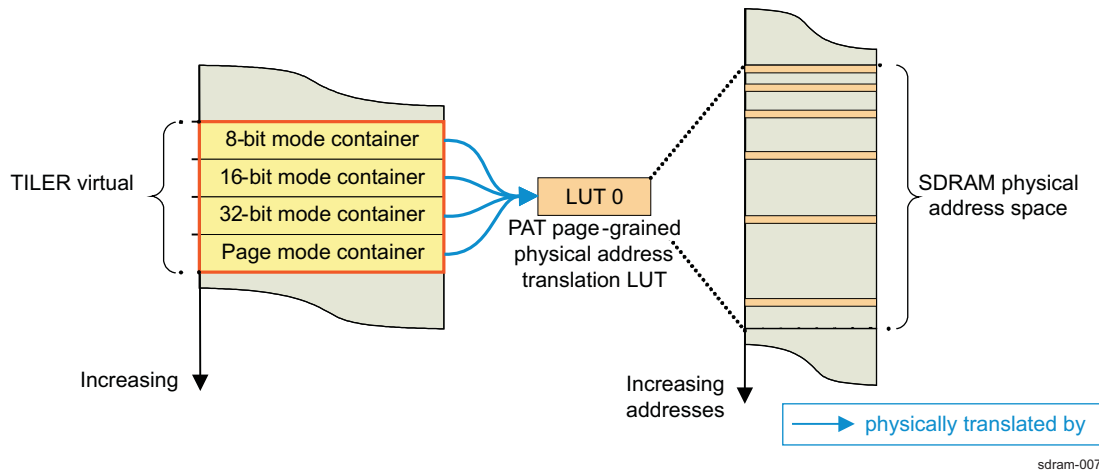 8-bit mode container
16-bit mode container
32-bit mode container
Page mode container
TILER virtual
Increasing
LUT 0
PAT page-grained
physical address
translation LUT
SDRAM physical
address space
Increasing
addresses
physically translated by
sdram-007